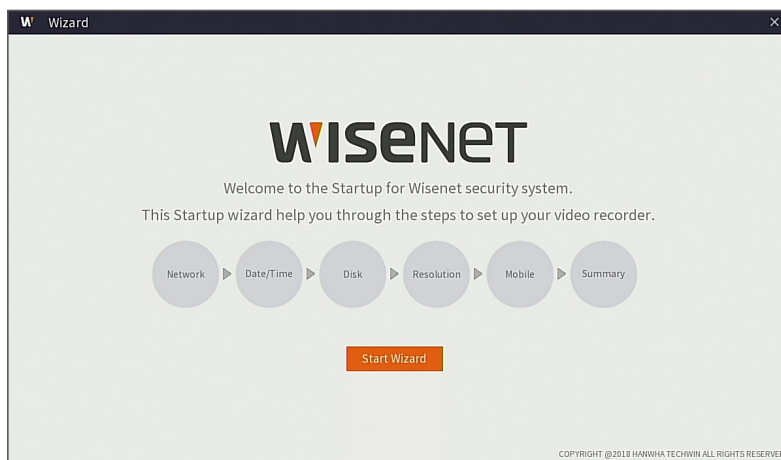 W Wizard ×
WISENET
Welcome to the Startup for Wisenet security system.
This Startup wizard help you through the steps to set up your video recorder.
Network Date/Time Disk Resolution Mobile Summary
Start Wizard
COPYRIGHT @2018 HANWHA TECHWIN ALL RIGHTS RESERVE